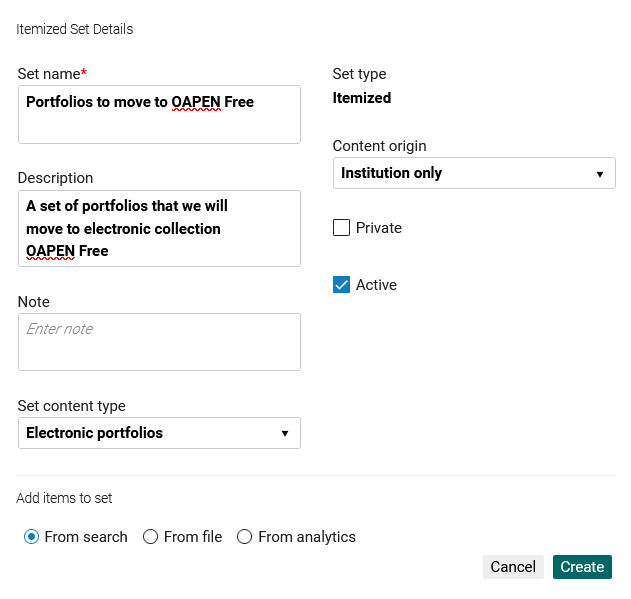 Itemized Set Details
Set name*
Portfolios to move to OAPEN Free
Description
A set of portfolios that we will
move to electronic collection
OAPEN Free
Note
Enter note
Set content type
Electronic portfolios
Set type
Itemized
Content origin
Institution only
Private
Active
Add items to set
From search From file From analytics
Cancel Create